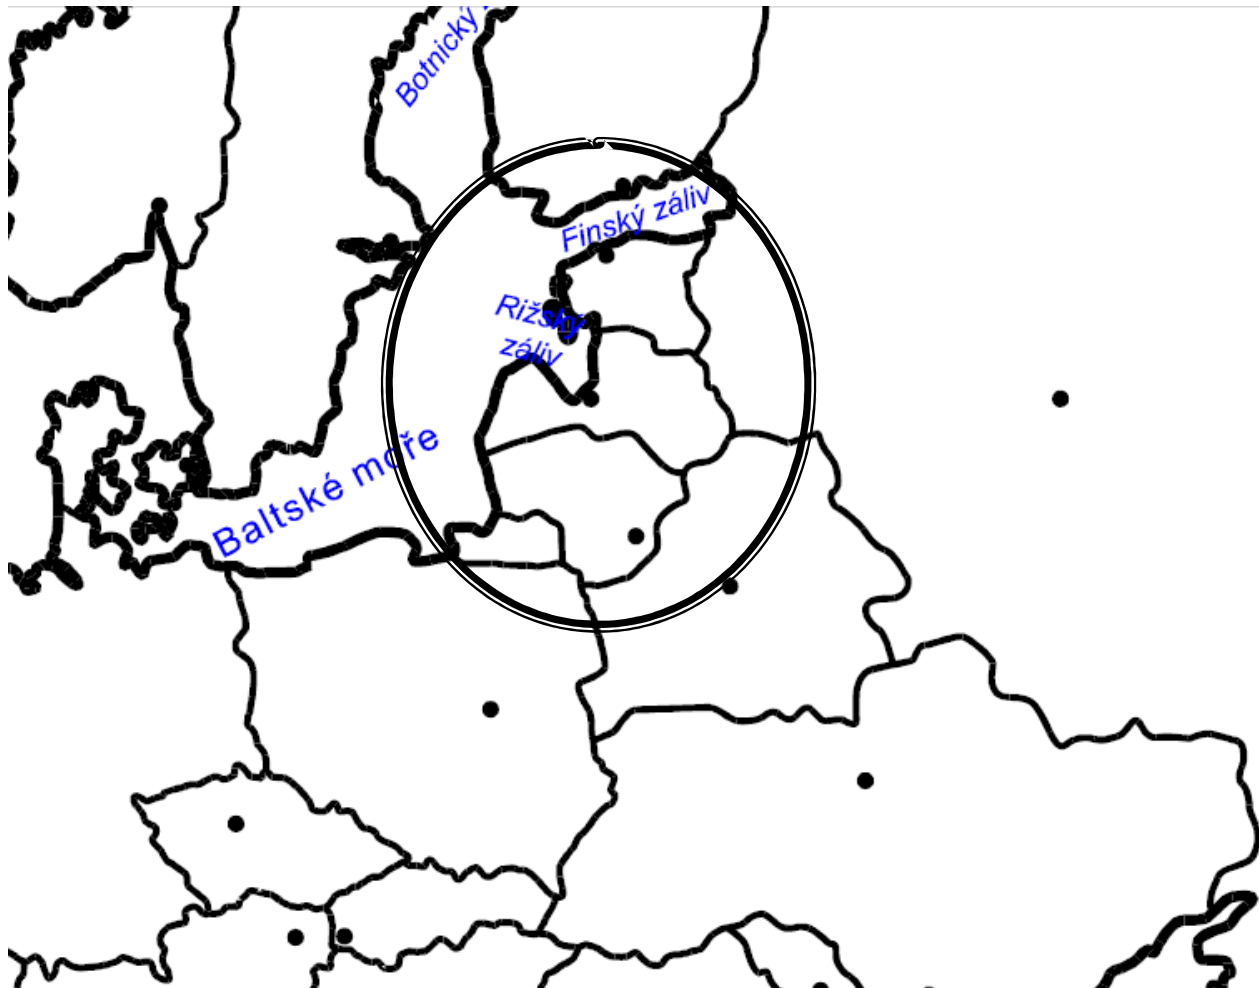 Botnický
Finský záliv
Rižský
záliv
Baltské moře